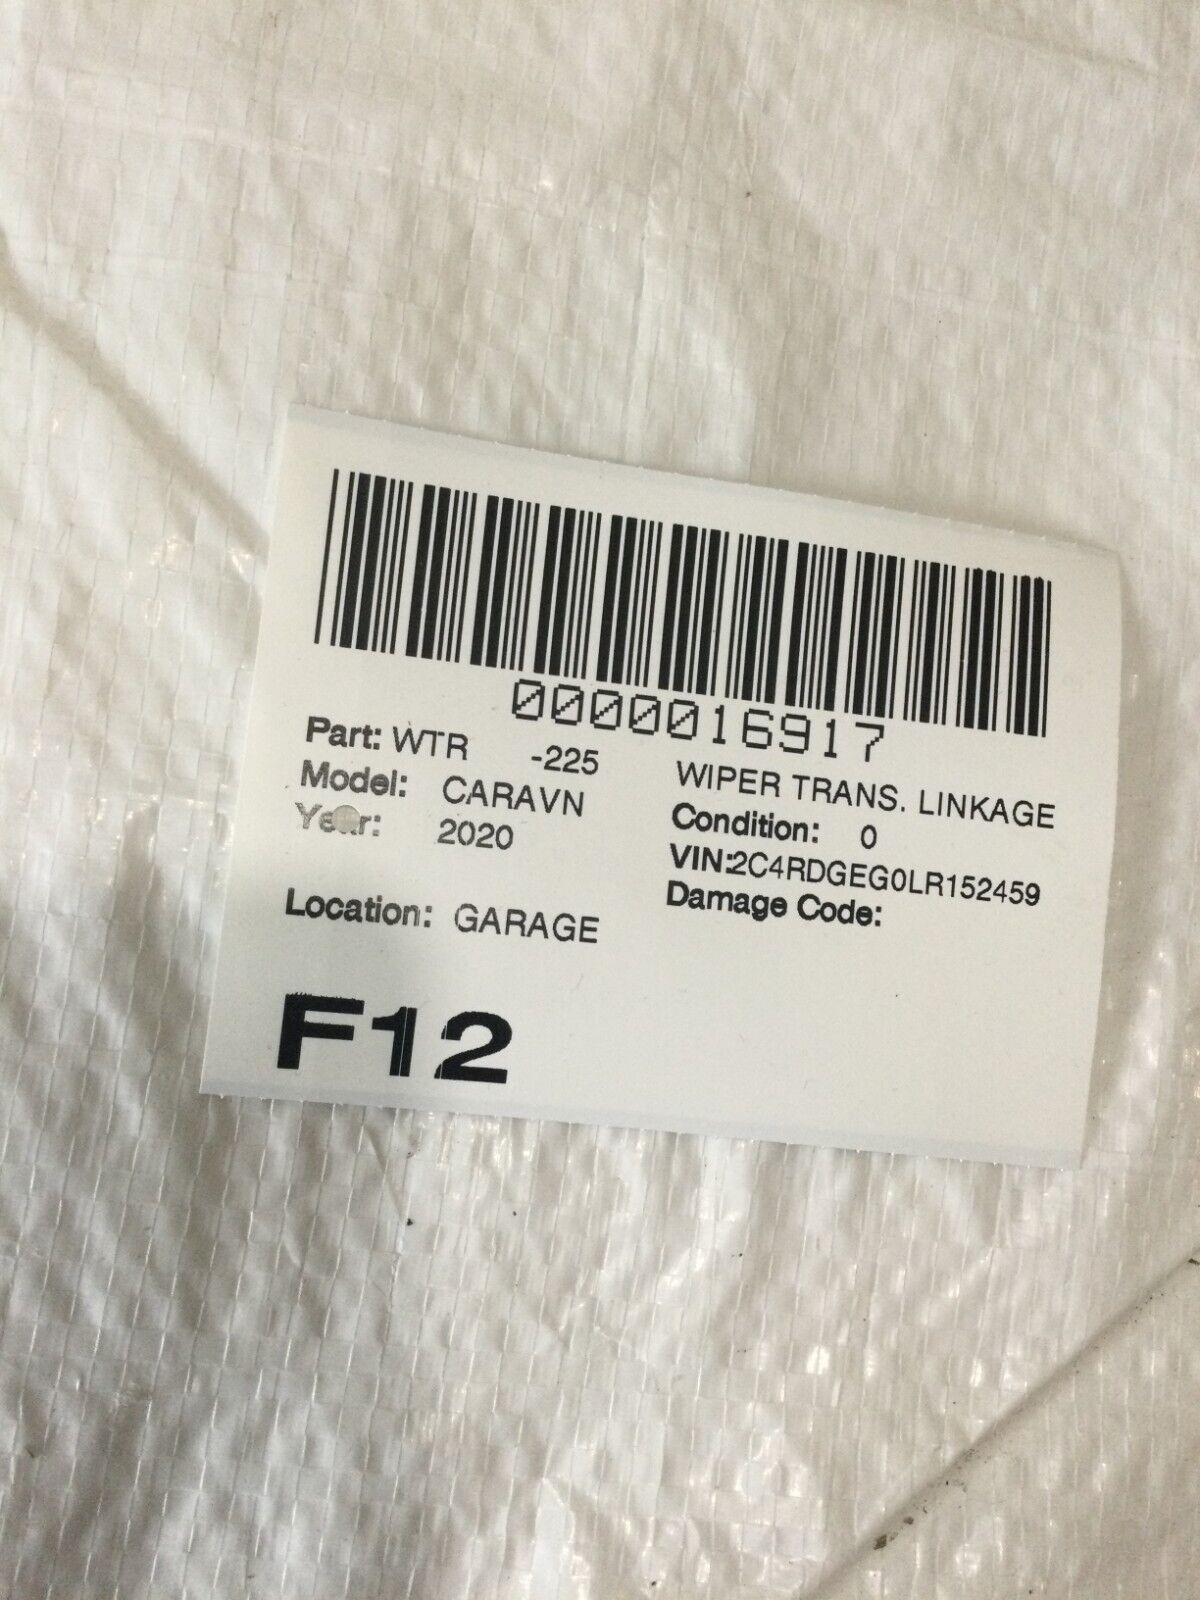 0000016917
Part: WTR -225
WIPER TRANS. LINKAGE
Model: CARAVN
Condition: 0
Year: 2020
VIN:2C4RDGEG0LR152459
Damage Code:
Location: GARAGE
F12